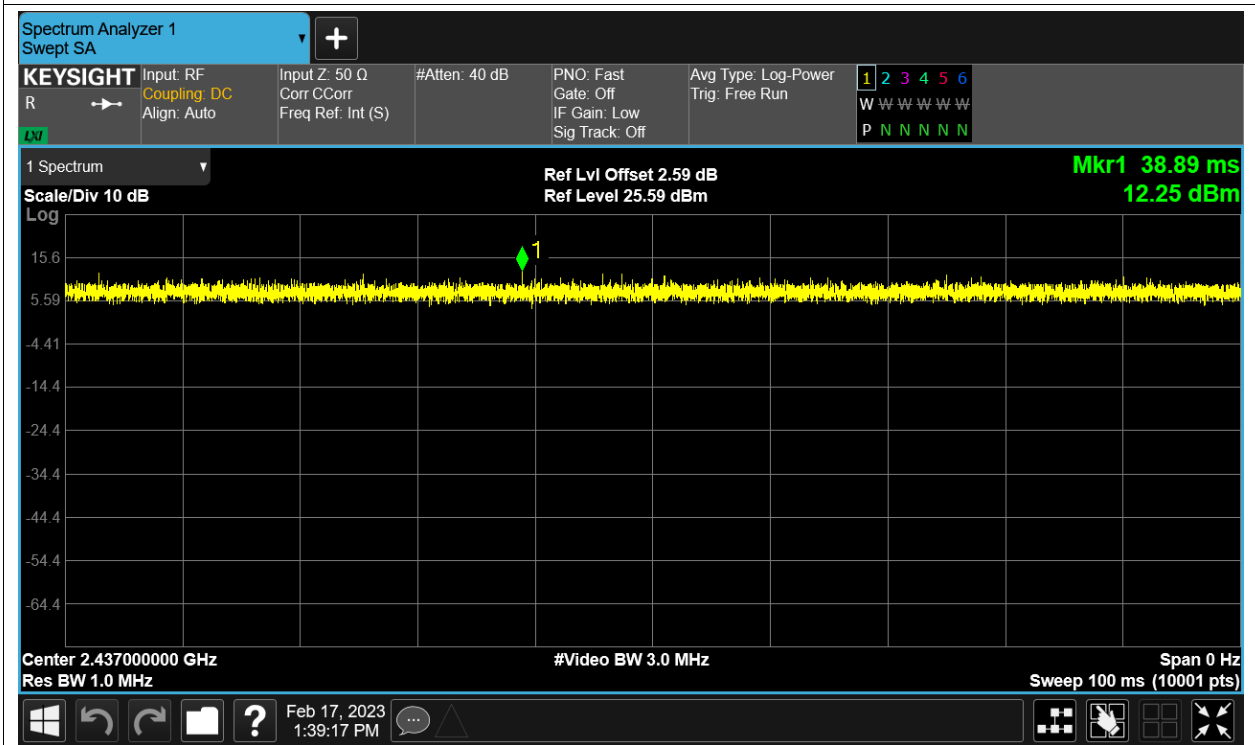 Spectrum Analyzer 1
Swept SA
KEYSIGHT Input: RF Input Z: 50 Ω #Atten: 40 dB PNO: Fast Avg Type: Log-Power 1 2 3 4 5 6
R Coupling: DC Corr CCorr Gate: Off Trig: Free Run W W W W W W
Align: Auto Freq Ref: Int (S) IF Gain: Low
LXI Sig Track: Off P N N N N N
1 Spectrum Ref Lvl Offset 2.59 dB Mkr1 38.89 ms
Scale/Div 10 dB Ref Level 25.59 dBm 12.25 dBm
Log
1
15.6
5.59
-4.41
-14.4
-24.4
-34.4
-44.4
-54.4
-64.4
Center 2.437000000 GHz #Video BW 3.0 MHz Span 0 Hz
Res BW 1.0 MHz Sweep 100 ms (10001 pts)
? Feb 17, 2023
1:39:17 PM